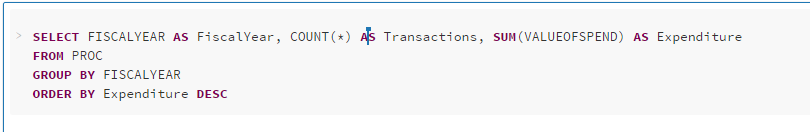 > SELECT FISCALYEAR AS FiscalYear, COUNT(*) AS Transactions, SUM(VALUEOFSPEND) AS Expenditure
FROM PROC
GROUP BY FISCALYEAR
ORDER BY Expenditure DESC